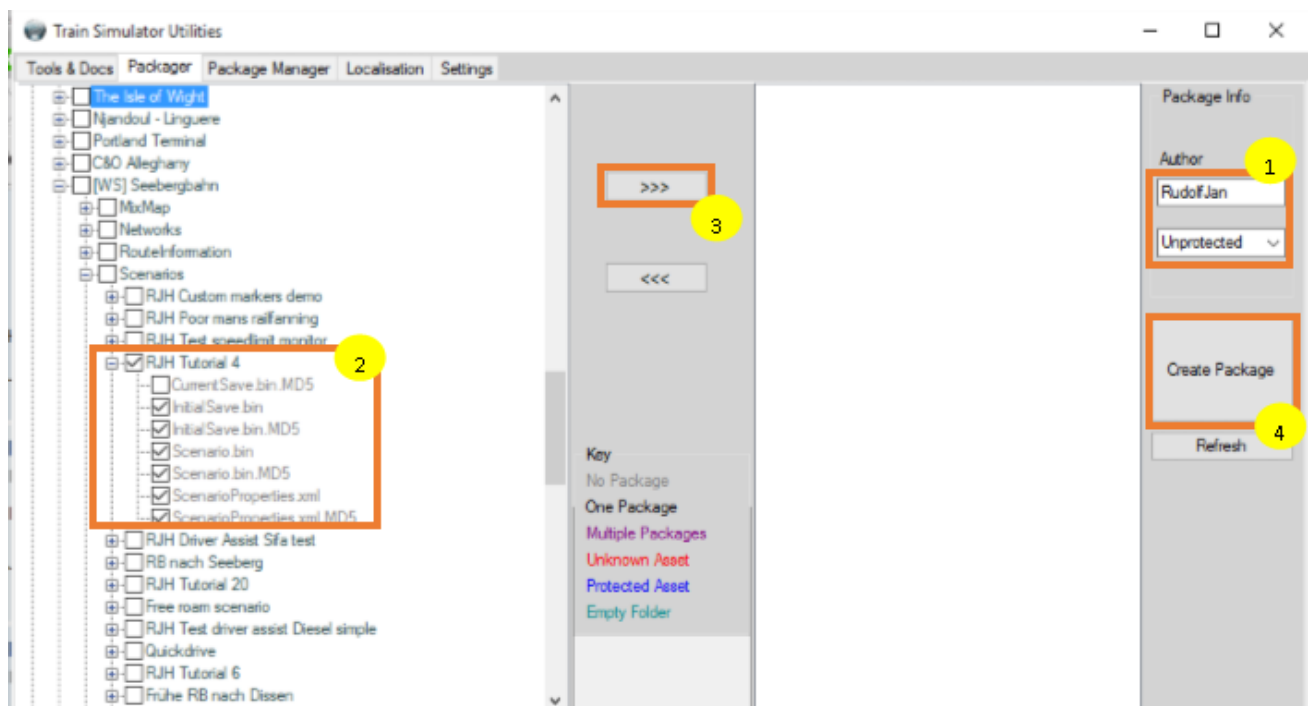 Train Simulator Utilities
Tools & Docs Packager Package Manager Localisation Settings
The Isle of Wight
Njandoul - Linguere
Portland Terminal
C&O Alleghany
[WS] Seebergbahn
MixMap
Networks
RouteInformation
Scenarios
RJH Custom markers demo
RJH Poor mans railfanning
RJH Test speedlimit monitor
RJH Tutorial 4
CurrentSave.bin.MD5
InitialSave.bin
InitialSave.bin.MD5
Scenario.bin
Scenario.bin.MD5
ScenarioProperties.xml
ScenarioProperties.xml.MD5
RJH Driver Assist Sifa test
RB nach Seeberg
RJH Tutorial 20
Free roam scenario
RJH Test driver assist Diesel simple
Quickdrive
RJH Tutorial 6
Frühe RB nach Dissen
2
>>>
3
<<<
Key
No Package
One Package
Multiple Packages
Unknown Asset
Protected Asset
Empty Folder
Package Info
Author
1
RudolfJan
Unprotected
Create Package
4
Refresh